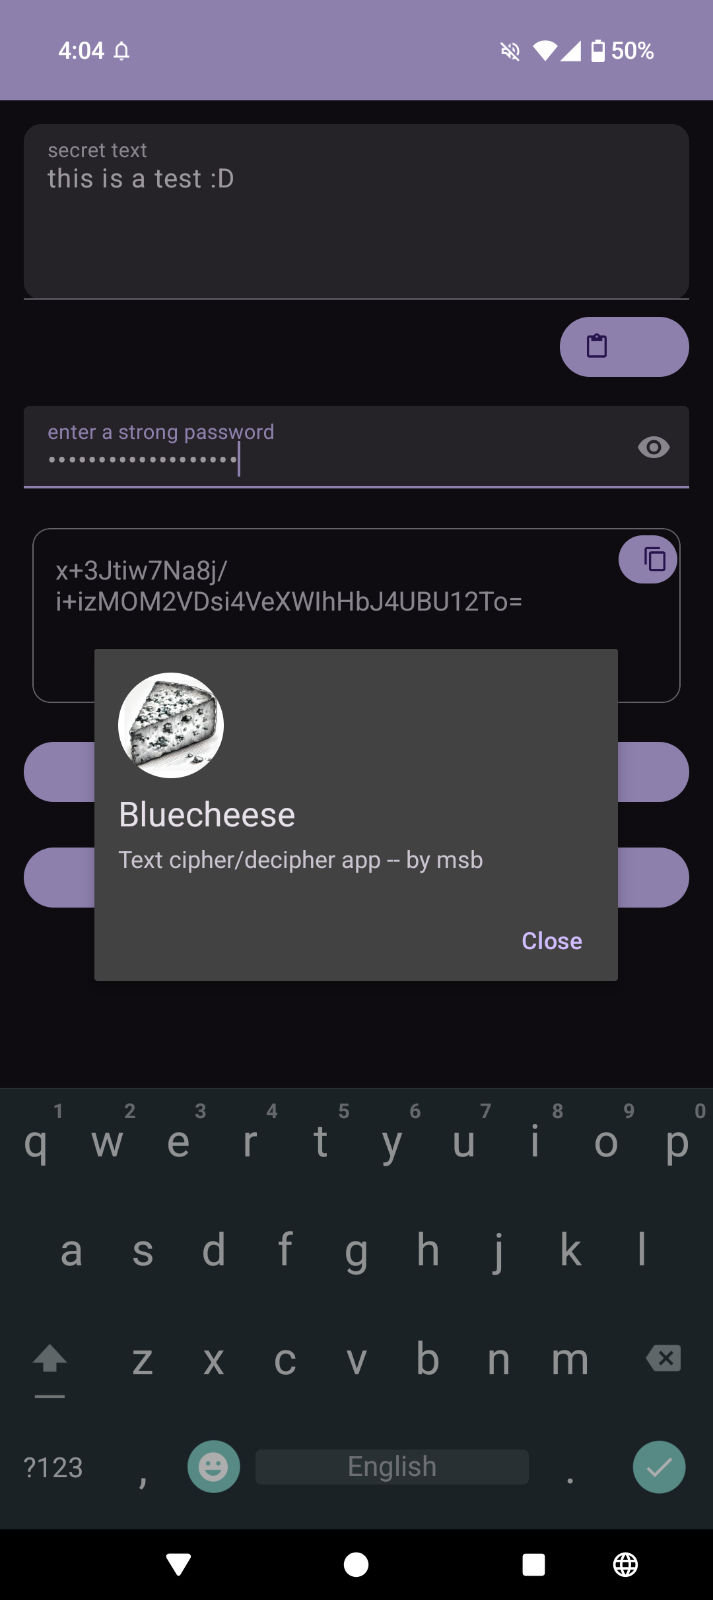 4:04
50%
secret text
this is a test :D
enter a strong password
••••••••••••••••••••
x+3Jtiw7Na8j/
i+izMOM2VDsi4VeXWIhHbJ4UBU12To=
Bluecheese
Text cipher/decipher app -- by msb
Close
1 2 3 4 5 6 7 8 9 0
q w e r t y u i o p
a s d f g h j k l
z x c v b n m
?123 , English .